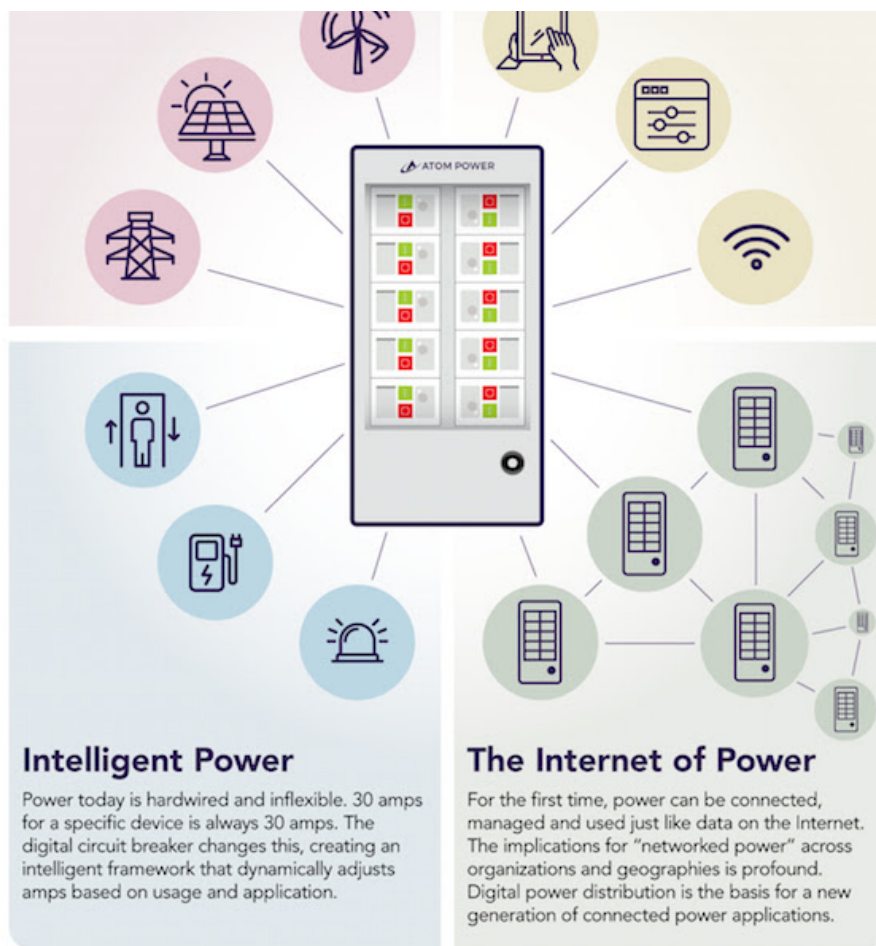 ATOM POWER
Intelligent Power
Power today is hardwired and inflexible. 30 amps
for a specific device is always 30 amps. The
digital circuit breaker changes this, creating an
intelligent framework that dynamically adjusts
amps based on usage and application.
The Internet of Power
For the first time, power can be connected,
managed and used just like data on the Internet.
The implications for “networked power” across
organizations and geographies is profound.
Digital power distribution is the basis for a new
generation of connected power applications.